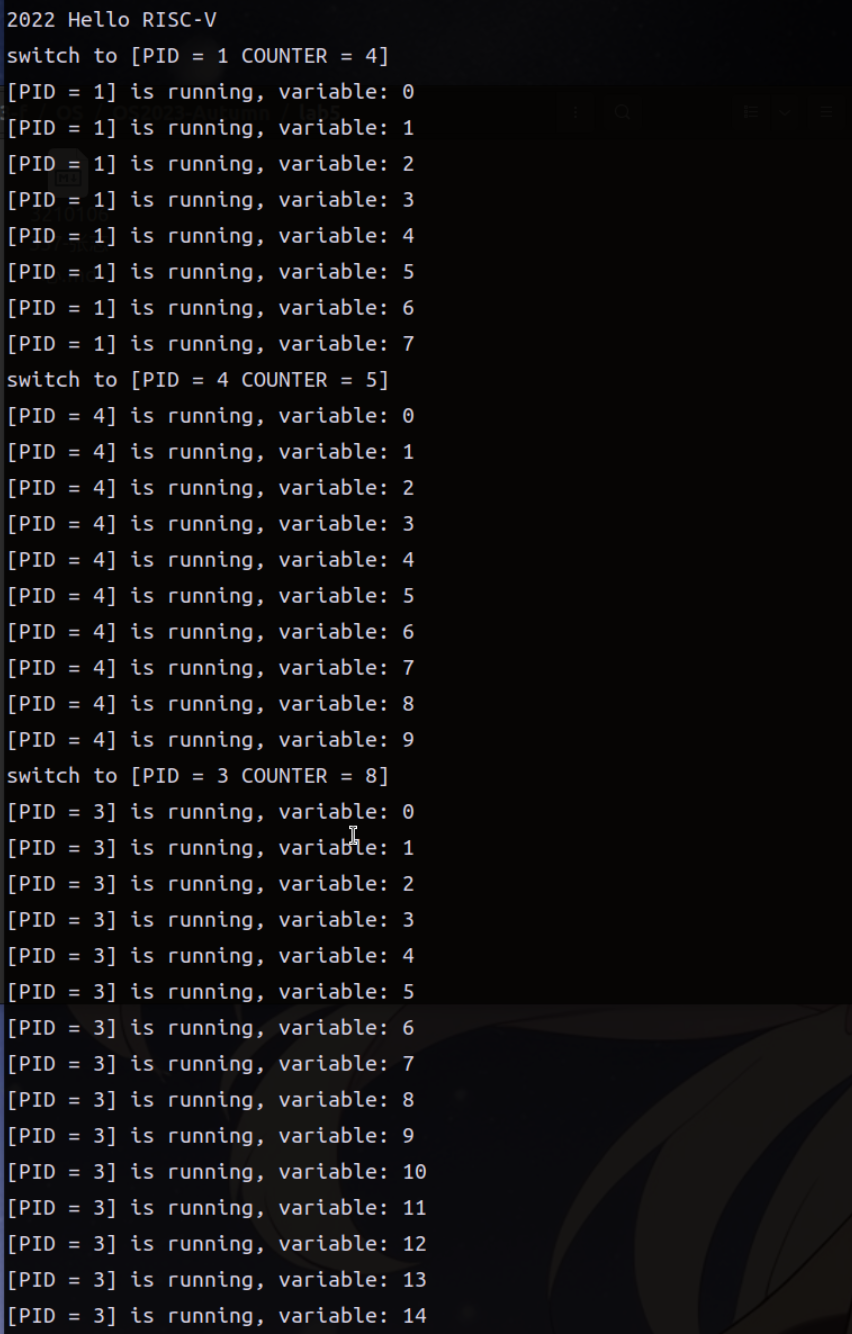 2022 Hello RISC-V
switch to [PID = 1 COUNTER = 4]
[PID = 1] is running, variable: 0
[PID = 1] is running, variable: 1
[PID = 1] is running, variable: 2
[PID = 1] is running, variable: 3
[PID = 1] is running, variable: 4
[PID = 1] is running, variable: 5
[PID = 1] is running, variable: 6
[PID = 1] is running, variable: 7
switch to [PID = 4 COUNTER = 5]
[PID = 4] is running, variable: 0
[PID = 4] is running, variable: 1
[PID = 4] is running, variable: 2
[PID = 4] is running, variable: 3
[PID = 4] is running, variable: 4
[PID = 4] is running, variable: 5
[PID = 4] is running, variable: 6
[PID = 4] is running, variable: 7
[PID = 4] is running, variable: 8
[PID = 4] is running, variable: 9
switch to [PID = 3 COUNTER = 8]
[PID = 3] is running, variable: 0
[PID = 3] is running, variable: 1
[PID = 3] is running, variable: 2
[PID = 3] is running, variable: 3
[PID = 3] is running, variable: 4
[PID = 3] is running, variable: 5
[PID = 3] is running, variable: 6
[PID = 3] is running, variable: 7
[PID = 3] is running, variable: 8
[PID = 3] is running, variable: 9
[PID = 3] is running, variable: 10
[PID = 3] is running, variable: 11
[PID = 3] is running, variable: 12
[PID = 3] is running, variable: 13
[PID = 3] is running, variable: 14